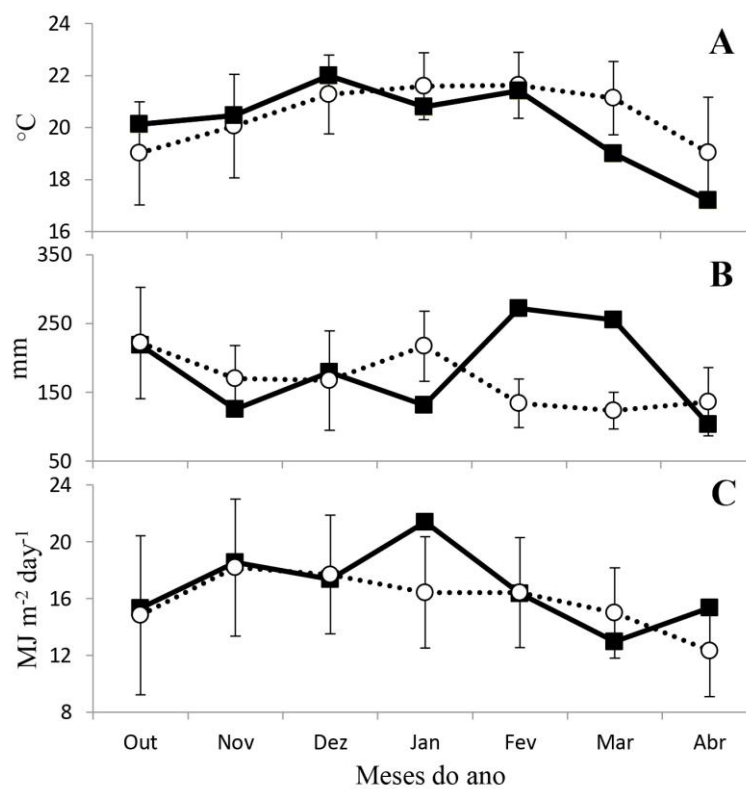 A
24
22
20
18
16
°C
B
350
250
150
50
mm
C
24
20
16
12
8
MJ m⁻² day⁻¹
Out Nov Dez Jan Fev Mar Abr
Meses do ano